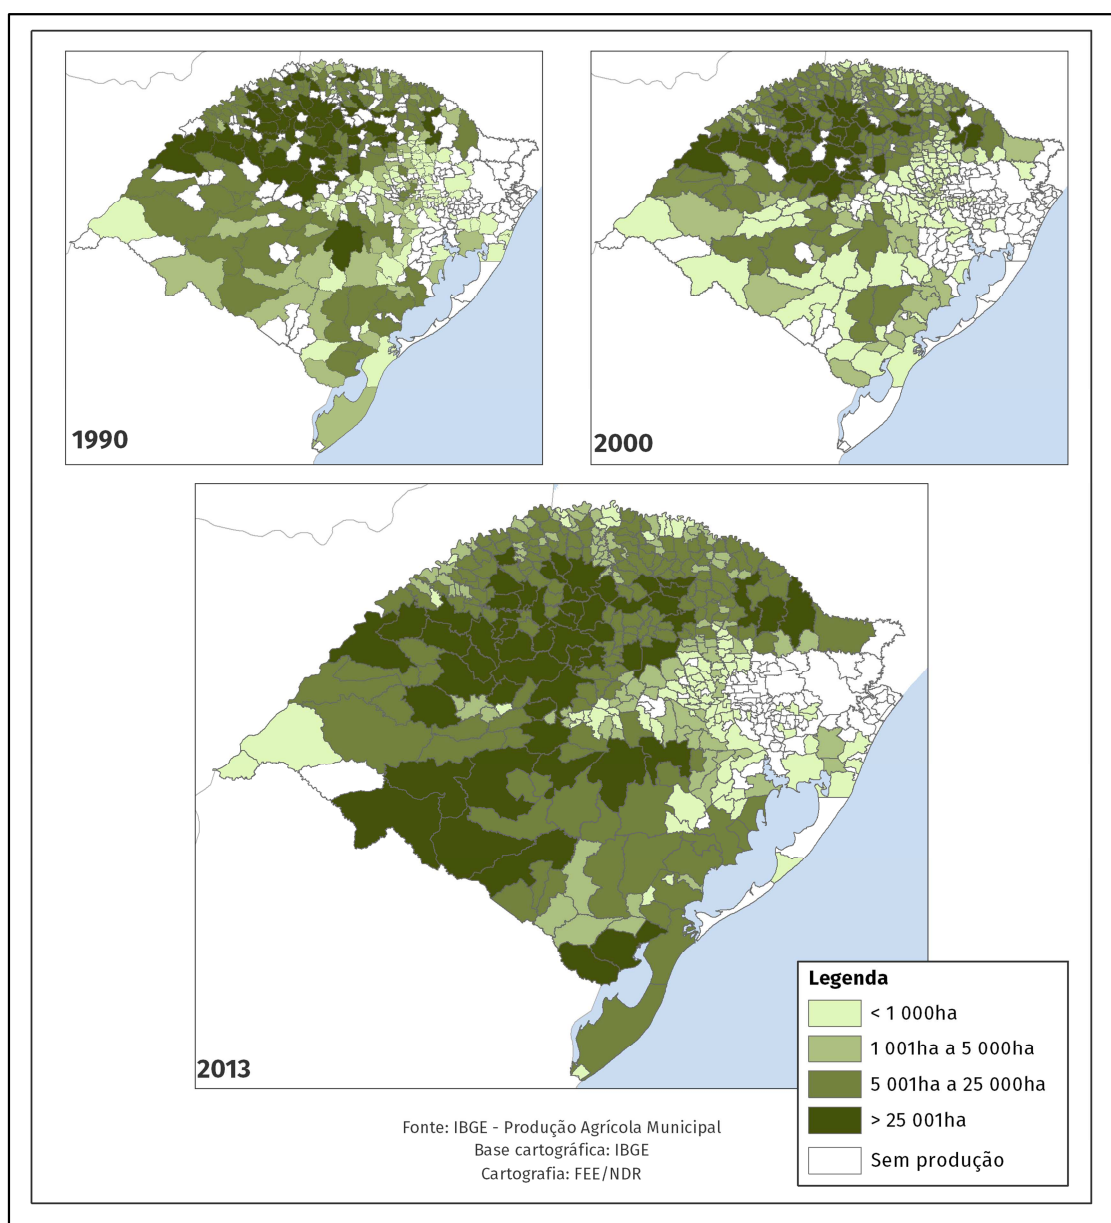 1990
2000
2013
Legenda
< 1 000ha
1 001ha a 5 000ha
5 001ha a 25 000ha
> 25 001ha
Sem produção
Fonte: IBGE - Produção Agrícola Municipal
Base cartográfica: IBGE
Cartografia: FEE/NDR